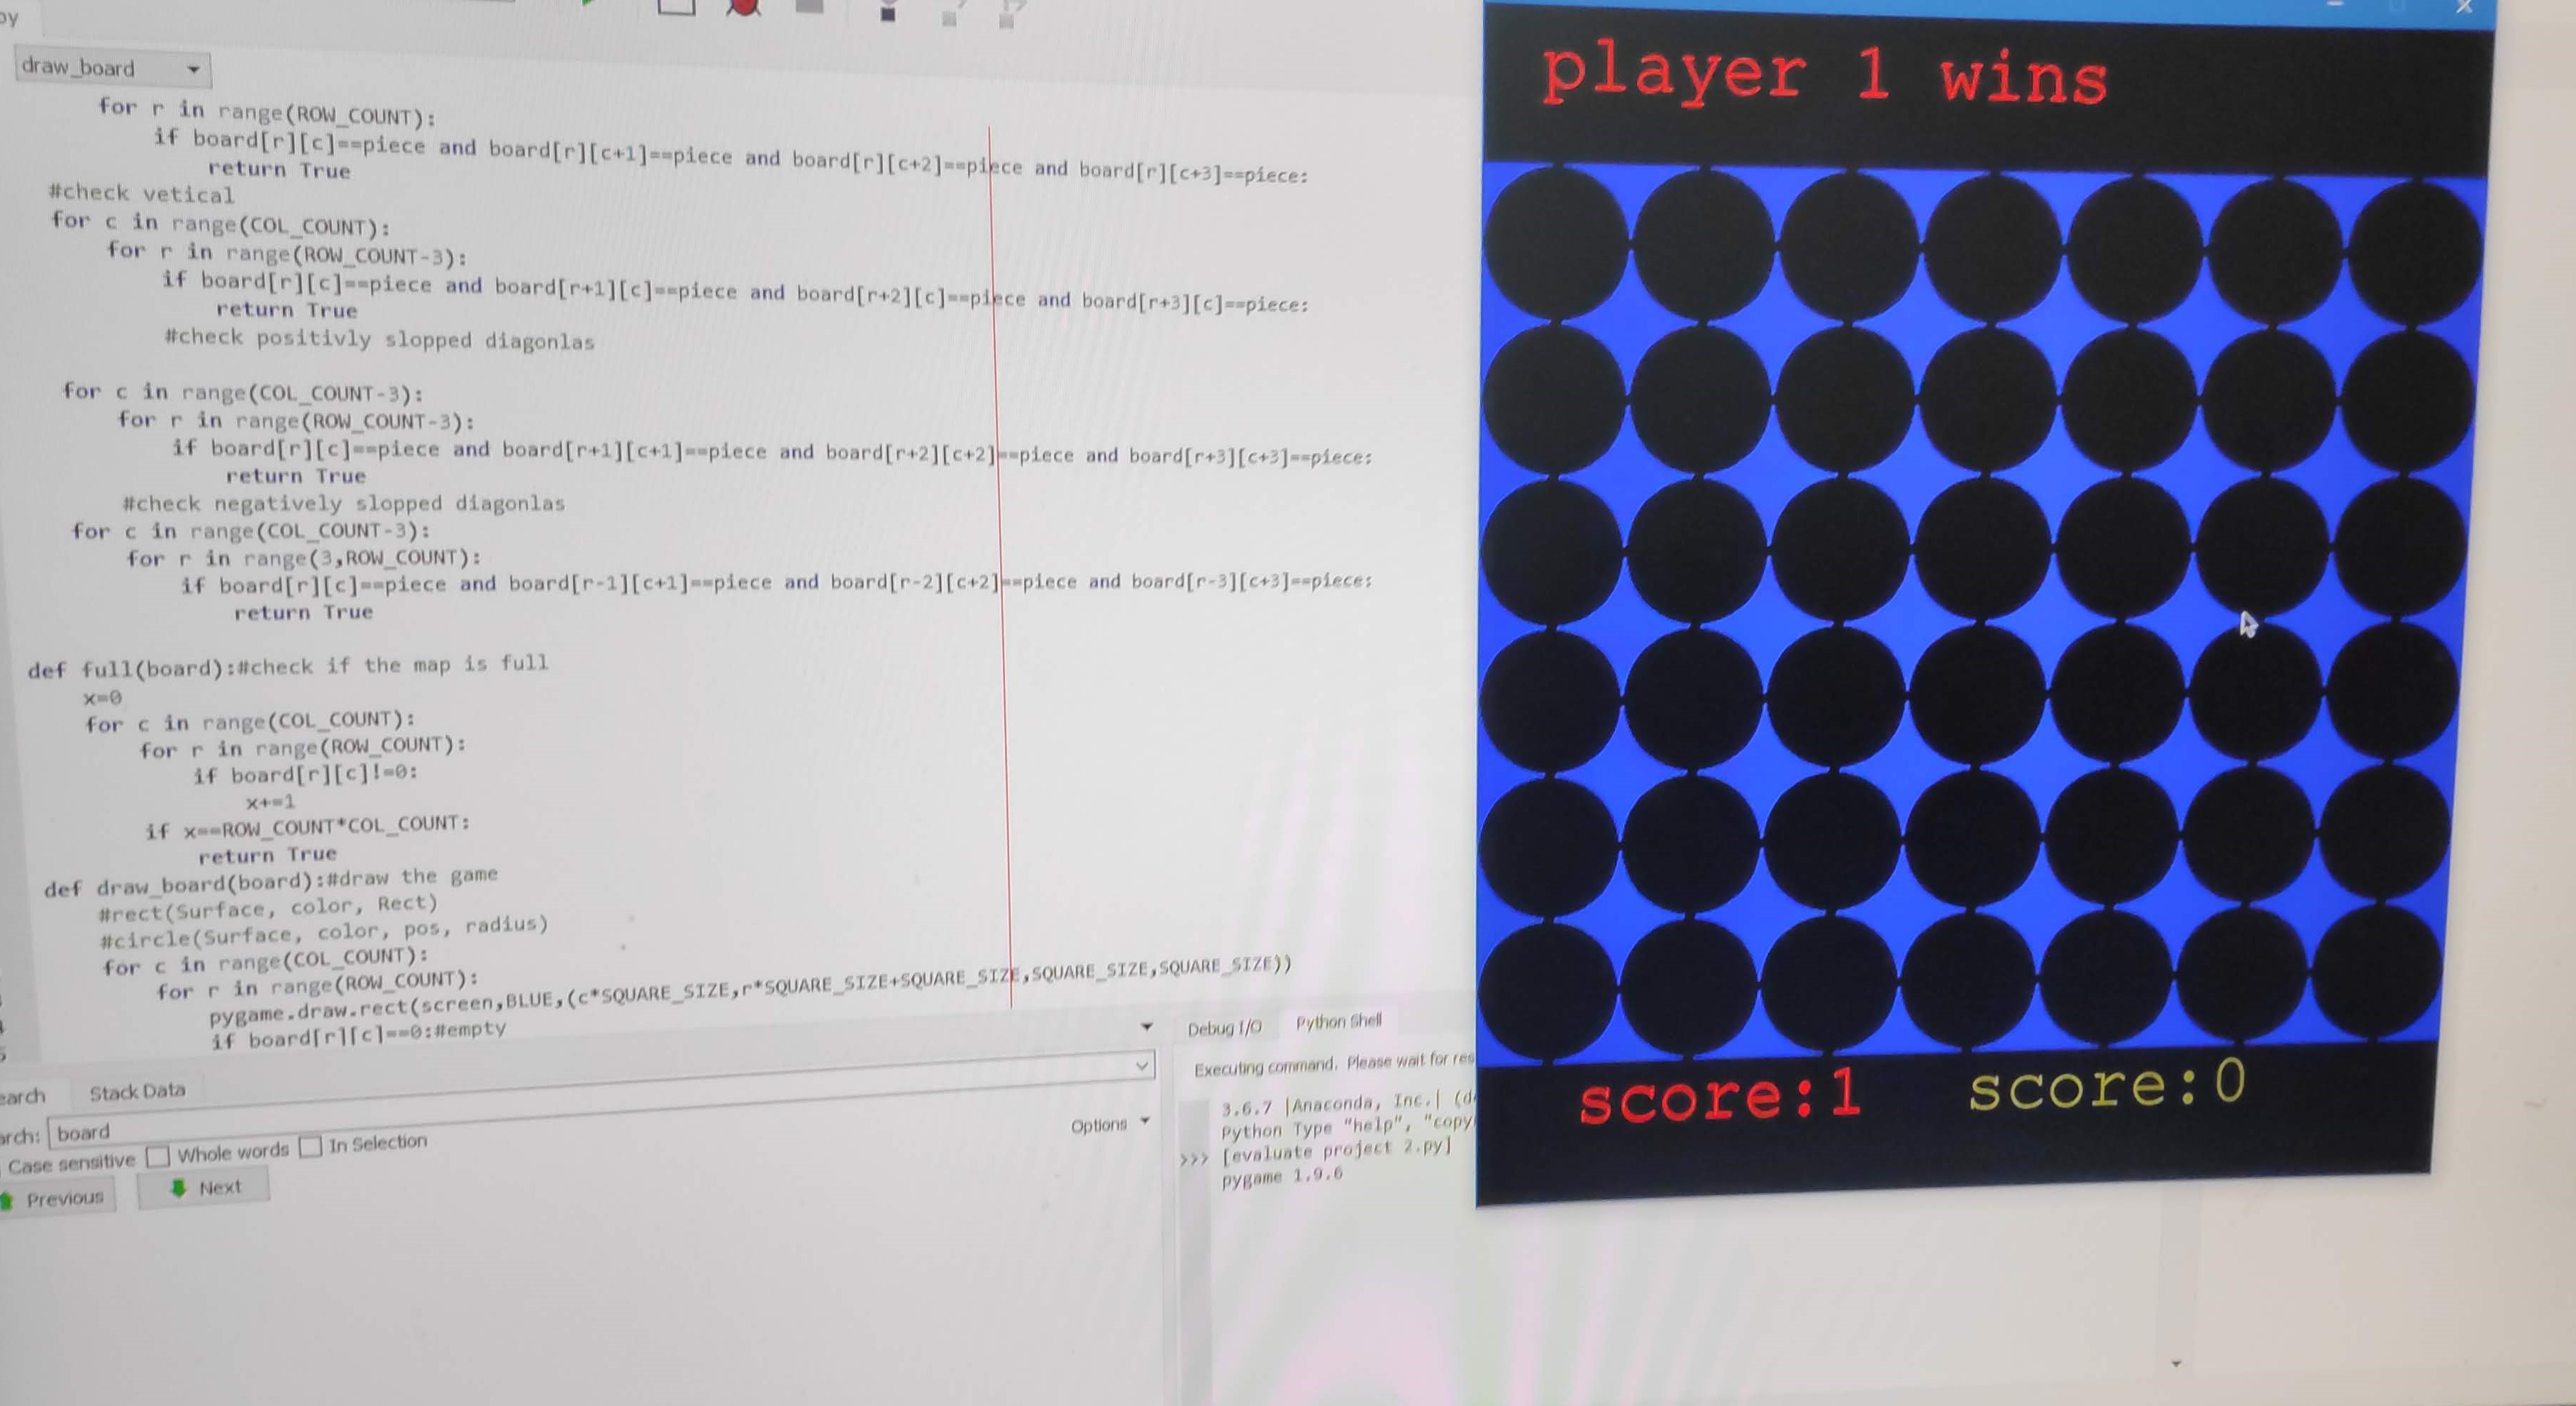 py
draw_board
for r in range(ROW_COUNT):
if board[r][c]==piece and board[r][c+1]==piece and board[r][c+2]==piece and board[r][c+3]==piece:
return True
#check vetical
for c in range(COL_COUNT):
for r in range(ROW_COUNT-3):
if board[r][c]==piece and board[r+1][c]==piece and board[r+2][c]==piece and board[r+3][c]==piece:
return True
#check positivly slopped diagonlas
for c in range(COL_COUNT-3):
for r in range(ROW_COUNT-3):
if board[r][c]==piece and board[r+1][c+1]==piece and board[r+2][c+2]==piece and board[r+3][c+3]==piece:
return True
#check negatively slopped diagonlas
for c in range(COL_COUNT-3):
for r in range(3,ROW_COUNT):
if board[r][c]==piece and board[r-1][c+1]==piece and board[r-2][c+2]==piece and board[r-3][c+3]==piece:
return True
def full(board):#check if the map is full
x=0
for c in range(COL_COUNT):
for r in range(ROW_COUNT):
if board[r][c]!=0:
x+=1
if x==ROW_COUNT*COL_COUNT:
return True
def draw_board(board):#draw the game
#rect(Surface, color, Rect)
#circle(Surface, color, pos, radius)
for c in range(COL_COUNT):
for r in range(ROW_COUNT):
pygame.draw.rect(screen,BLUE,(c*SQUARE_SIZE,r*SQUARE_SIZE+SQUARE_SIZE,SQUARE_SIZE,SQUARE_SIZE))
if board[r][c]==0:#empty
earch Stack Data
arch: board
Case sensitive Whole words In Selection
Previous Next
Options
Debug I/O Python Shell
Executing command. Please wait for res
3.6.7 |Anaconda, Inc.| (d
Python Type "help", "copy
>>> [evaluate project 2.py]
pygame 1.9.6
player 1 wins
score:1 score:0